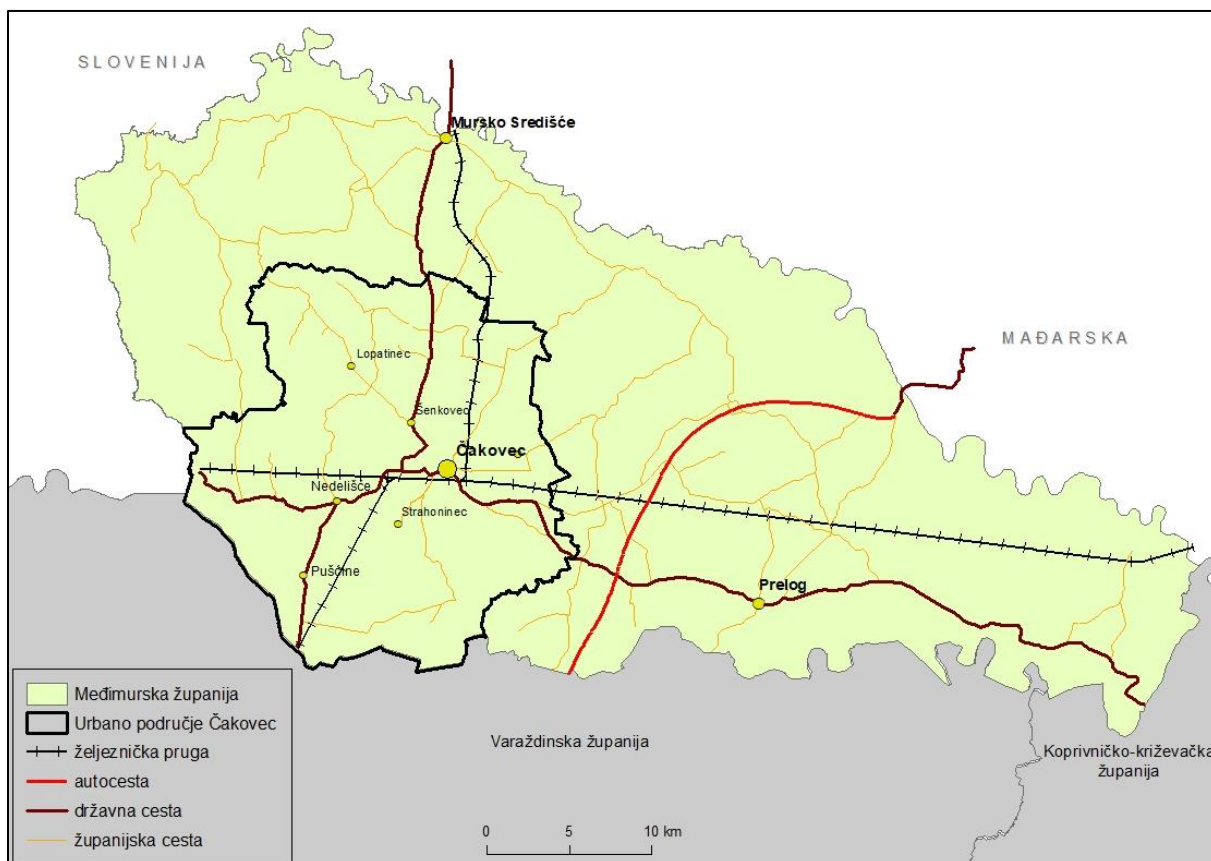 SLOVENIJA
Mursko Središće
MAĐARSKA
Lopatinec
Šenkovec
Čakovec
Nedelišće
Strahoninec
Pušćine
Prelog
Međimurska županija
Urbano područje Čakovec
željeznička pruga
autocesta
državna cesta
županijska cesta
Varaždinska županija
Koprivničko-križevačka
županija
0 5 10 km